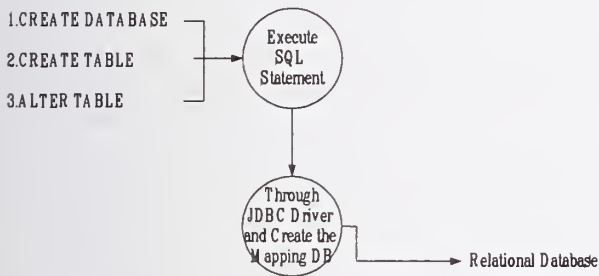 1.CREATE DATABASE
2.CREATE TABLE
3.ALTER TABLE
Execute
SQL
Statement
Through
JDBC Driver
and Create the
Mapping DB
Relational Database